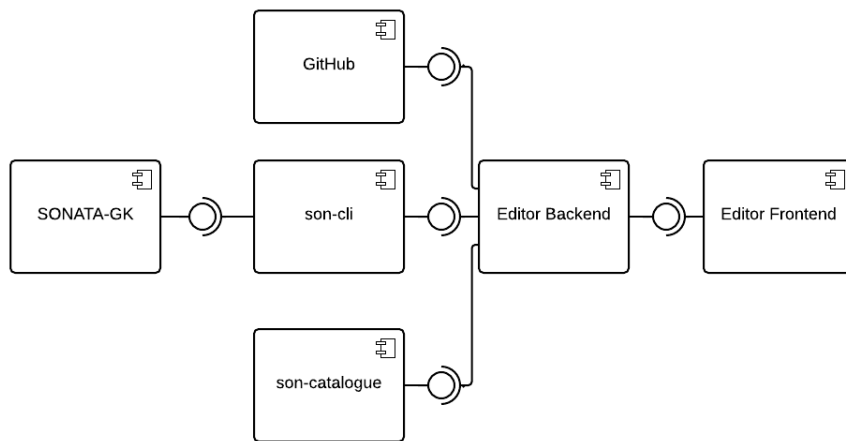 GitHub
SONATA-GK
son-cli
Editor Backend
Editor Frontend
son-catalogue